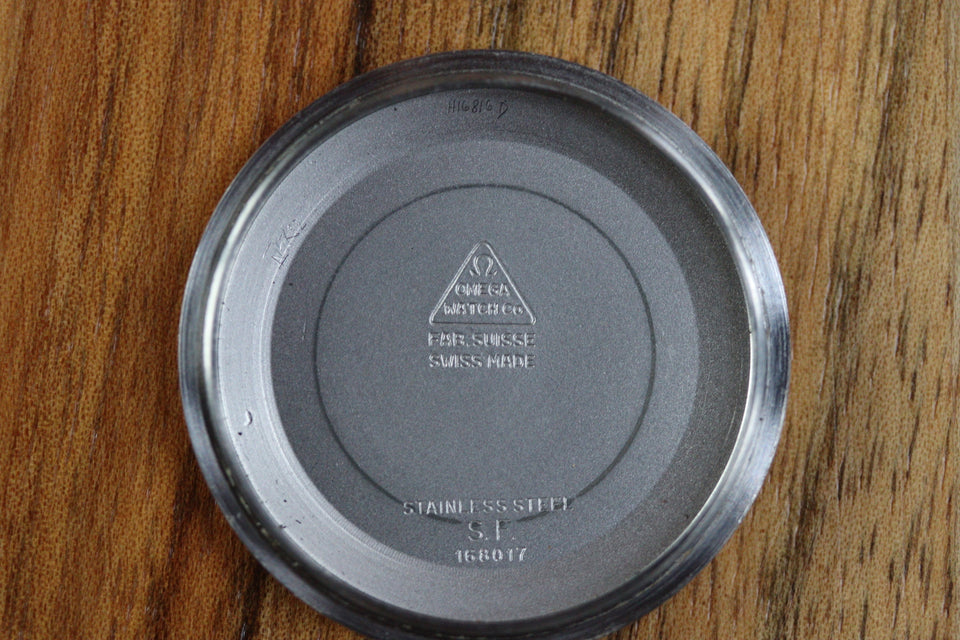 H16816 D
Ω
OMEGA
WATCH Co
FAB. SUISSE
SWISS MADE
STAINLESS STEEL
S. F.
168017